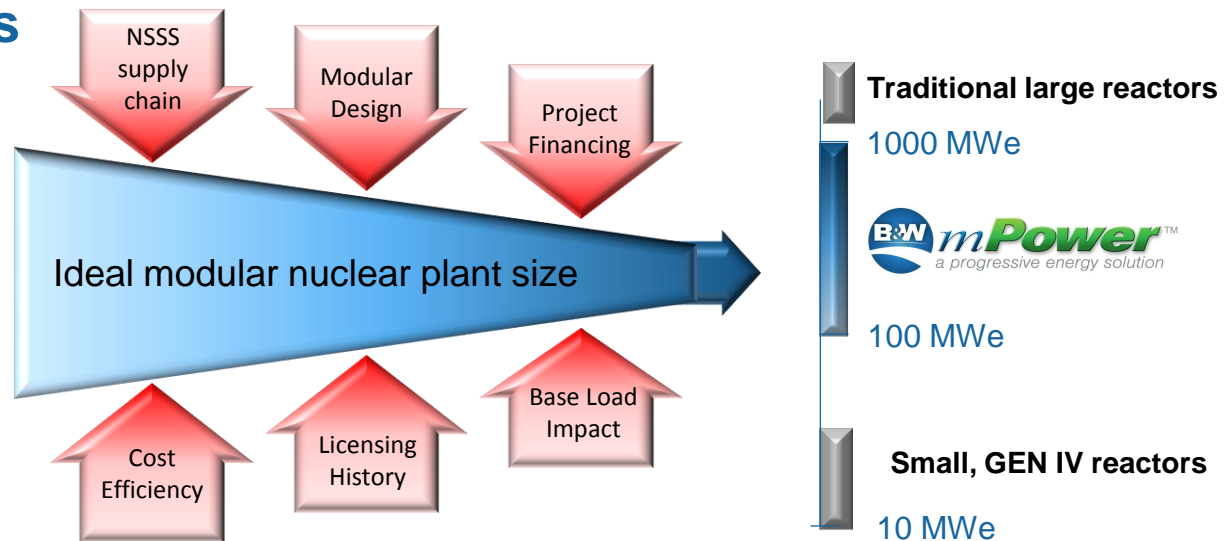 s
NSSS
supply
chain
Modular
Design
Project
Financing
Ideal modular nuclear plant size
Cost
Efficiency
Licensing
History
Base Load
Impact
Traditional large reactors
1000 MWe
B&W mPower™
a progressive energy solution
100 MWe
Small, GEN IV reactors
10 MWe